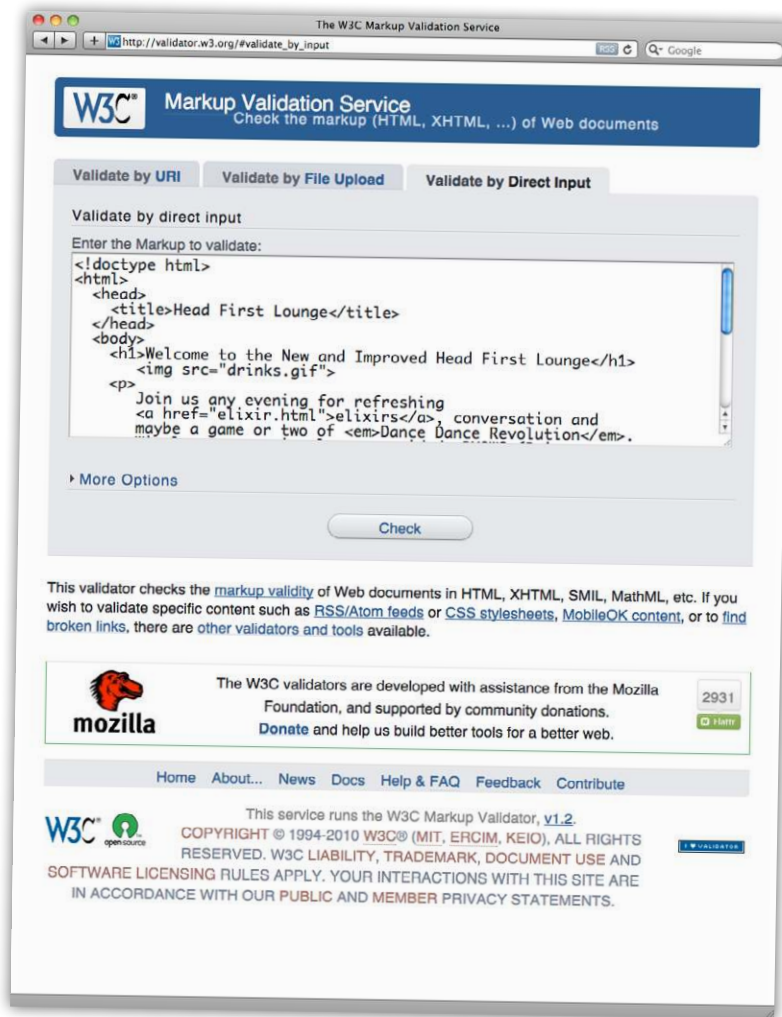 The W3C Markup Validation Service
http://validator.w3.org/#validate_by_input
RSS
Google
W3C®
Markup Validation Service
Check the markup (HTML, XHTML, ...) of Web documents
Validate by URI
Validate by File Upload
Validate by Direct Input
Validate by direct input
Enter the Markup to validate:
<!doctype html>
<html>
<head>
<title>Head First Lounge</title>
</head>
<body>
<h1>Welcome to the New and Improved Head First Lounge</h1>
<img src="drinks.gif">
<p>
Join us any evening for refreshing
<a href="elixir.html">elixirs</a>, conversation and
maybe a game or two of <em>Dance Dance Revolution</em>.
More Options
Check
This validator checks the markup validity of Web documents in HTML, XHTML, SMIL, MathML, etc. If you
wish to validate specific content such as RSS/Atom feeds or CSS stylesheets, MobileOK content, or to find
broken links, there are other validators and tools available.
mozilla
The W3C validators are developed with assistance from the Mozilla
Foundation, and supported by community donations.
Donate and help us build better tools for a better web.
2931
Flattr
Home About... News Docs Help & FAQ Feedback Contribute
W3C®
open source
This service runs the W3C Markup Validator, v1.2.
COPYRIGHT © 1994-2010 W3C® (MIT, ERCIM, KEIO), ALL RIGHTS
RESERVED. W3C LIABILITY, TRADEMARK, DOCUMENT USE AND
SOFTWARE LICENSING RULES APPLY. YOUR INTERACTIONS WITH THIS SITE ARE
IN ACCORDANCE WITH OUR PUBLIC AND MEMBER PRIVACY STATEMENTS.
I ♥ VALIDATOR